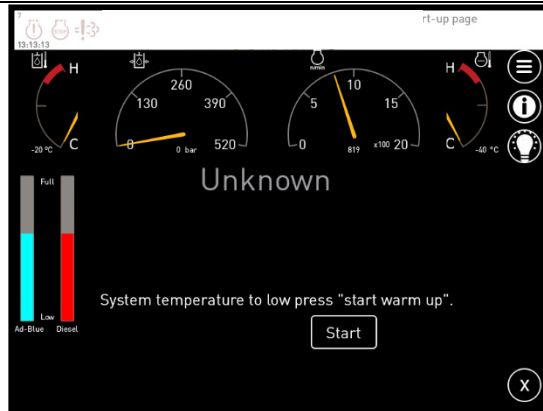 7
rt-up page
STOP
13:13:13
H
C
-20 °C
0
130
260
390
520
0 bar
n/min
0
5
10
15
20
819
x100
H
C
-40 °C
Unknown
Full
Low
Ad-Blue
Diesel
System temperature to low press "start warm up".
Start
X